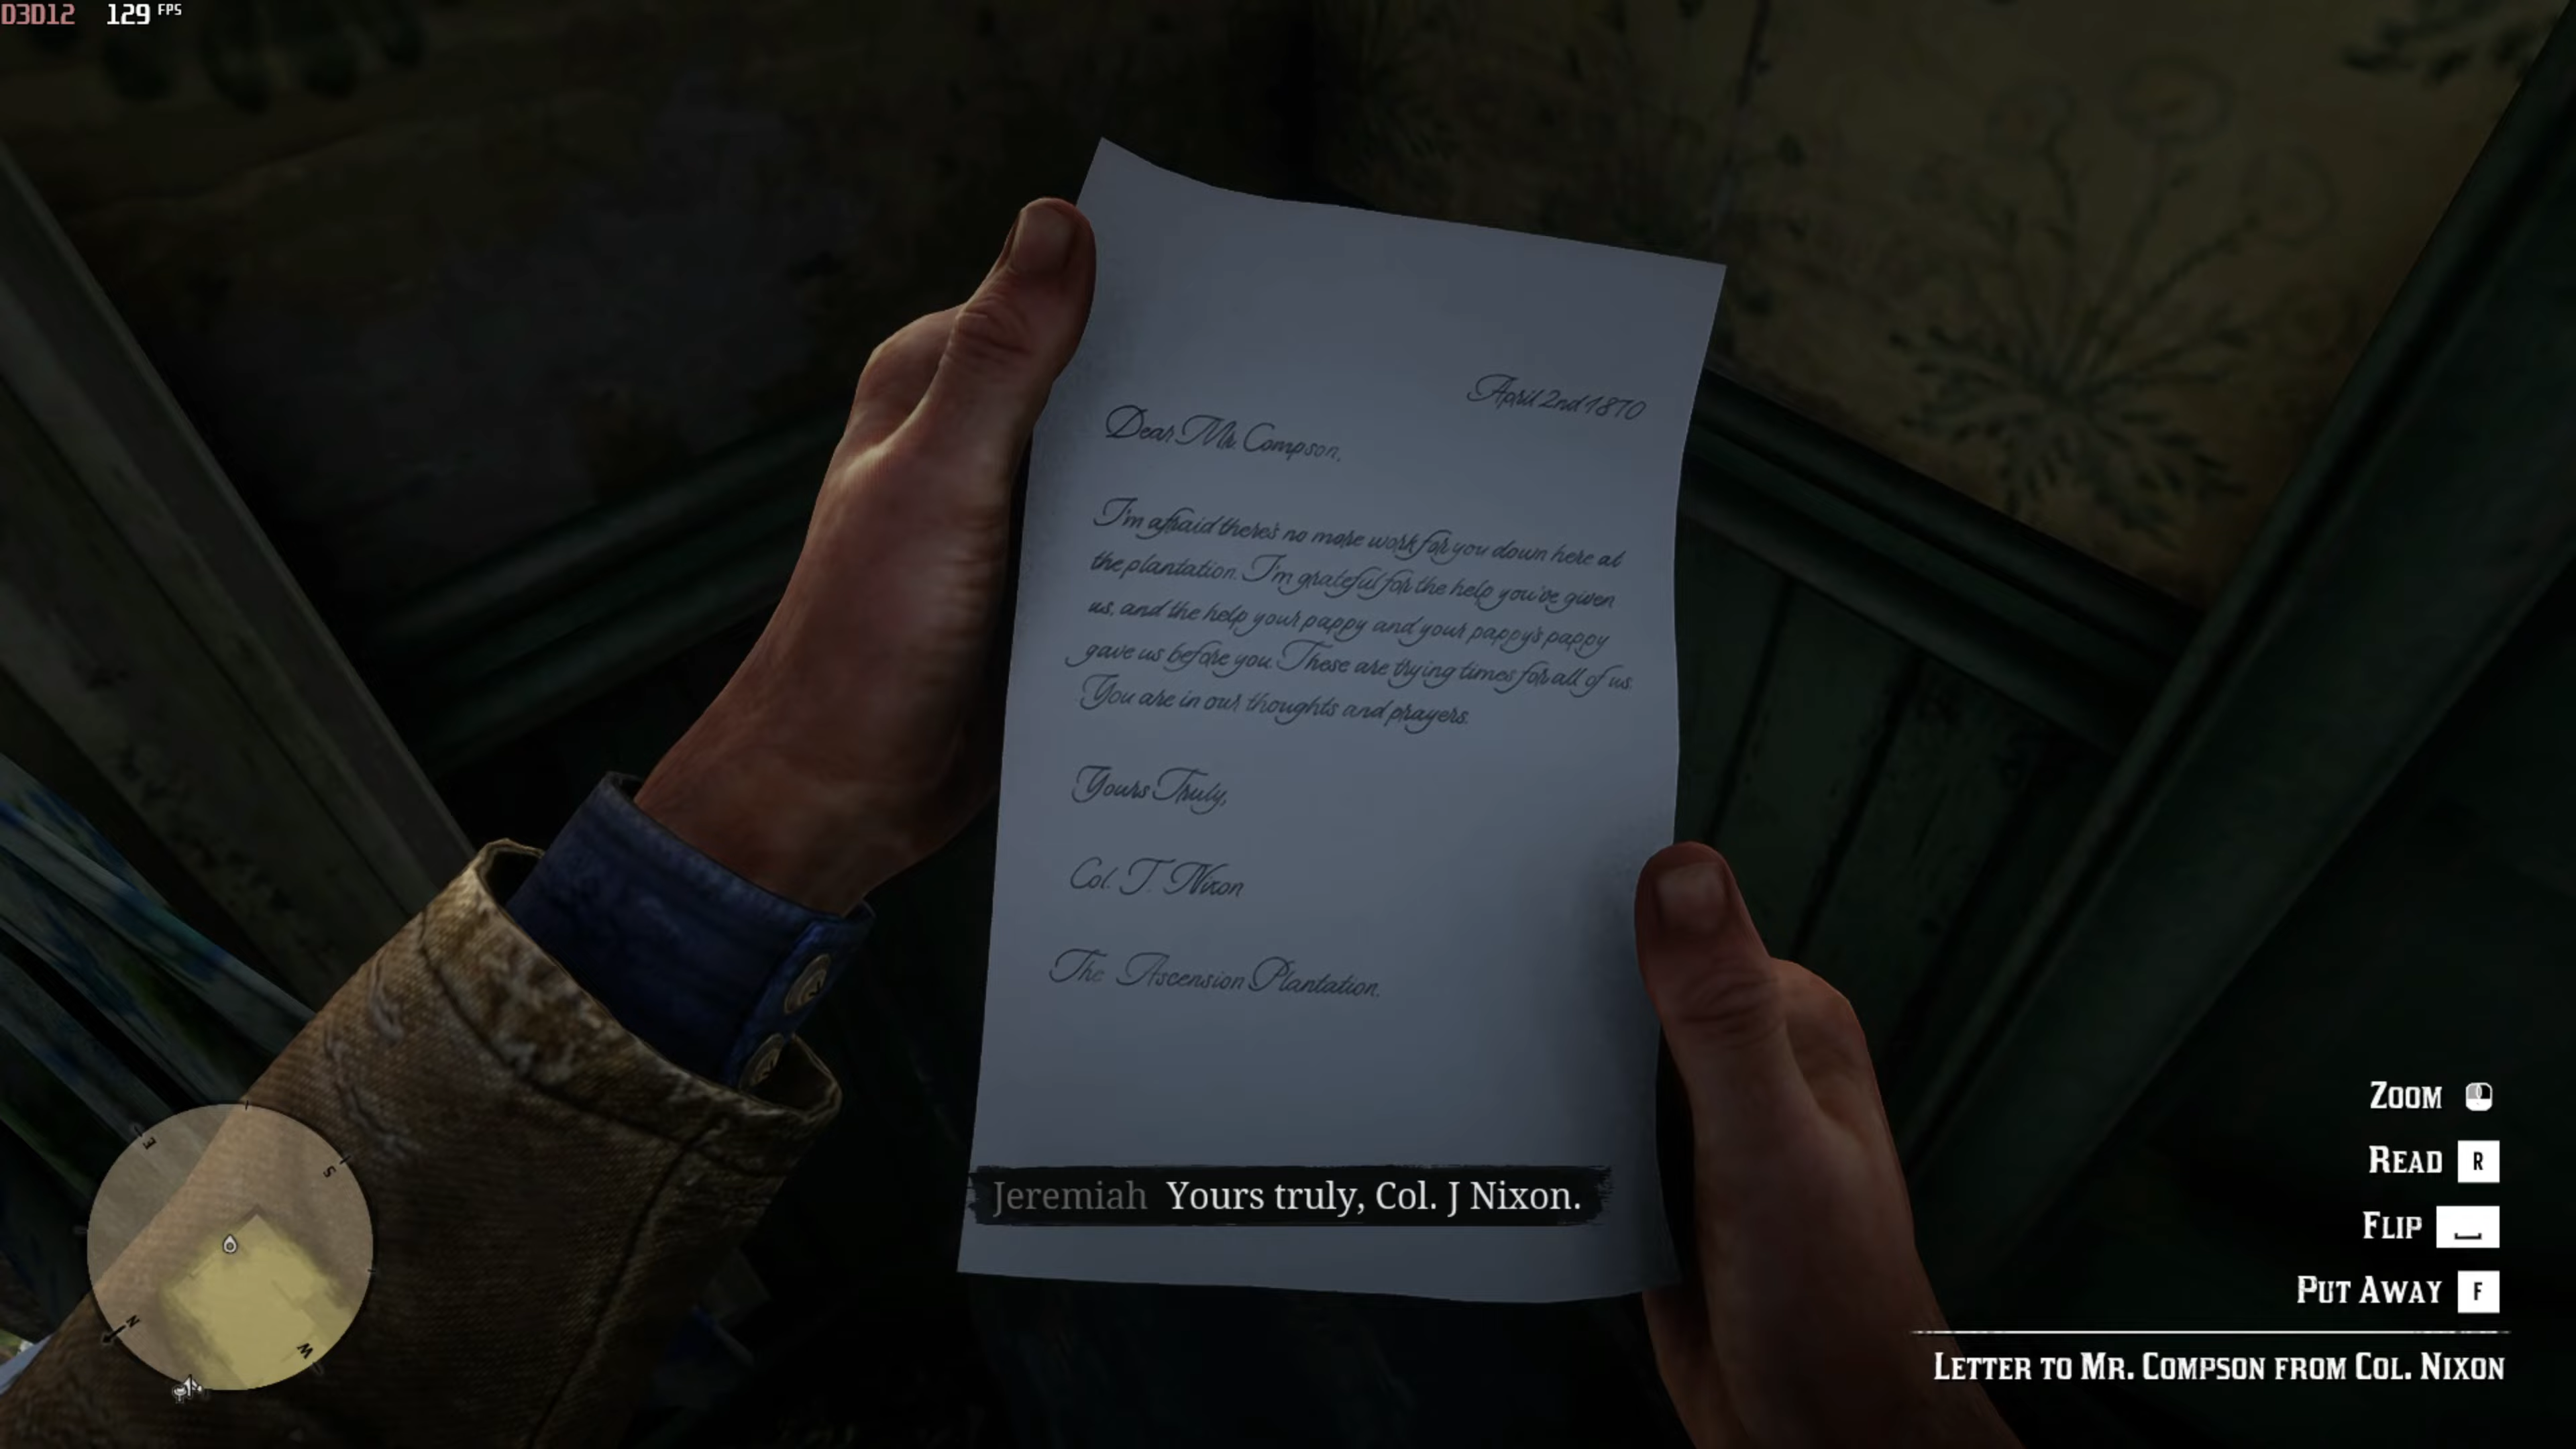 D3D12 129 FPS
April 2nd 1870
Dear Mr. Compson,
I'm afraid there's no more work for you down here at
the plantation. I'm grateful for the help you've given
us, and the help your pappy and your pappy's pappy
gave us before you. These are trying times for all of us.
You are in our thoughts and prayers.
Yours Truly,
Col. J. Nixon
The Ascension Plantation.
Jeremiah Yours truly, Col. J Nixon.
E
S
N
W
ZOOM
READ R
FLIP
PUT AWAY F
LETTER TO MR. COMPSON FROM COL. NIXON